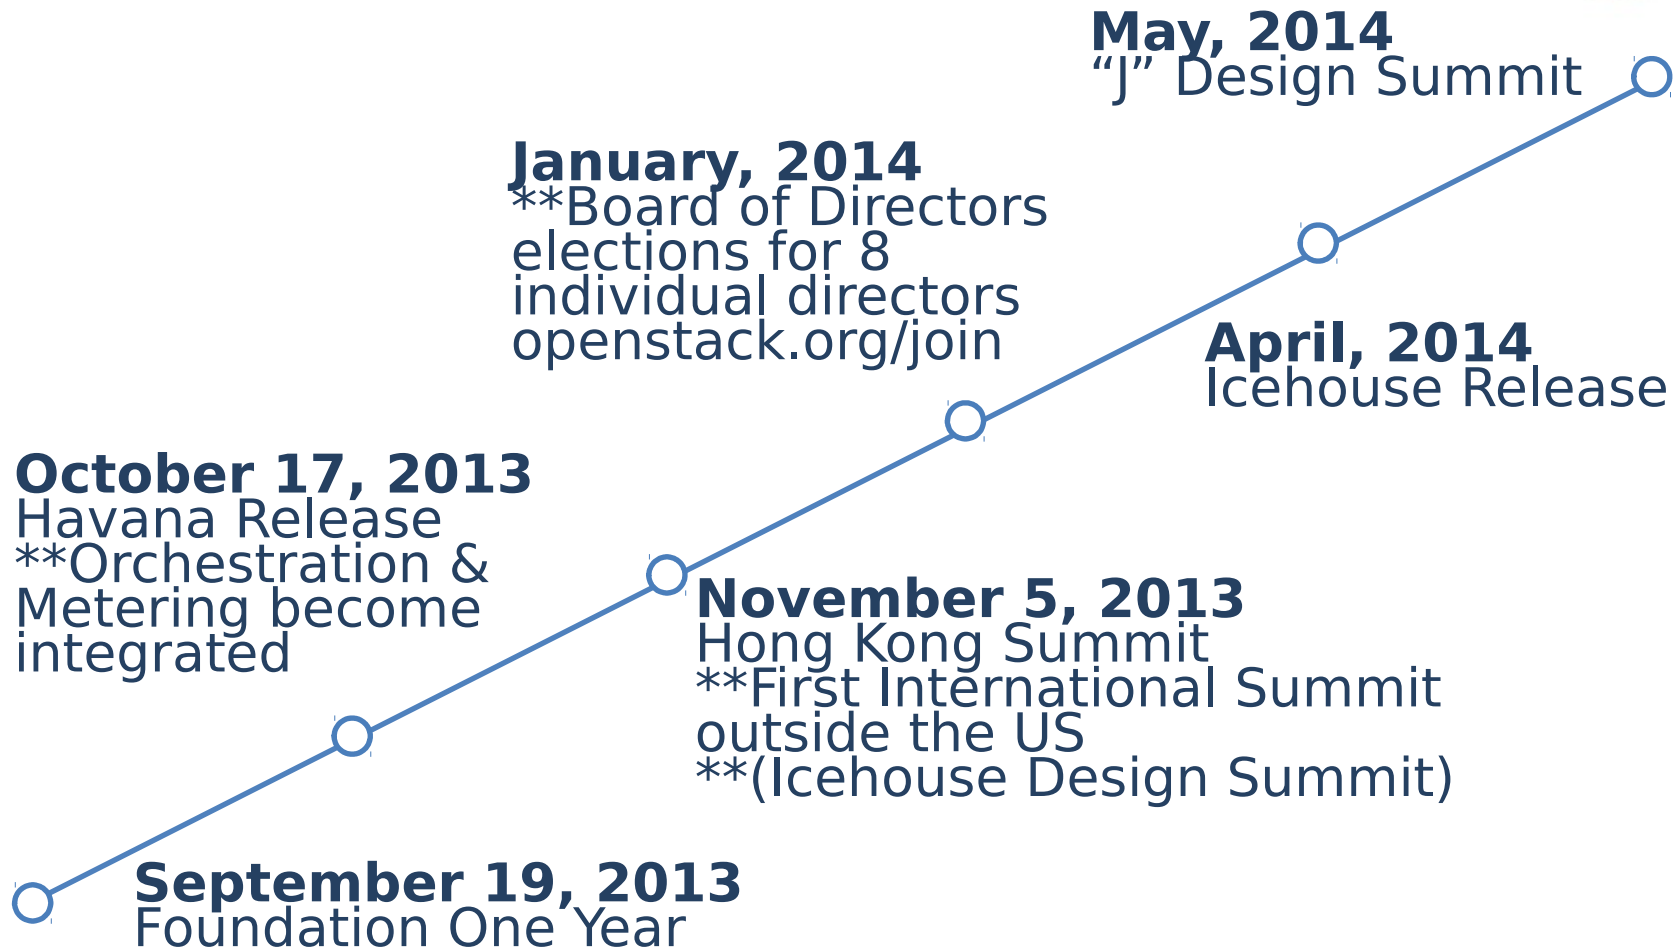 May, 2014
“J” Design Summit
January, 2014
**Board of Directors
elections for 8
individual directors
openstack.org/join
April, 2014
Icehouse Release
October 17, 2013
Havana Release
**Orchestration &
Metering become
integrated
November 5, 2013
Hong Kong Summit
**First International Summit
outside the US
**(Icehouse Design Summit)
September 19, 2013
Foundation One Year